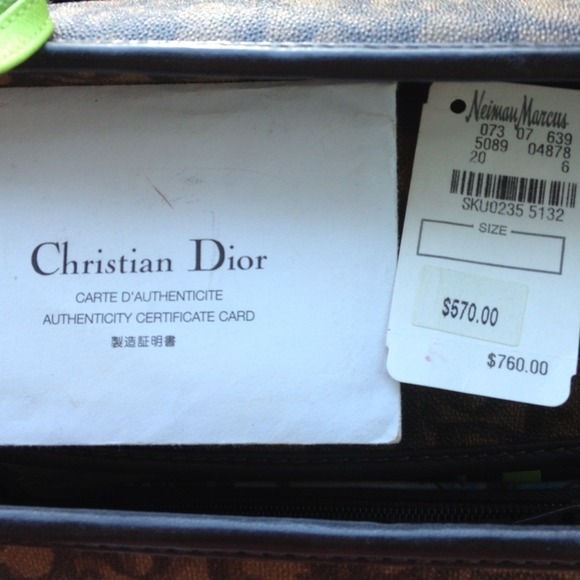 Christian Dior
CARTE D'AUTHENTICITE
AUTHENTICITY CERTIFICATE CARD
製造証明書
Neiman Marcus
073 07 639
5089 04878
20 6
SKU0235 5132
SIZE
$570.00
$760.00